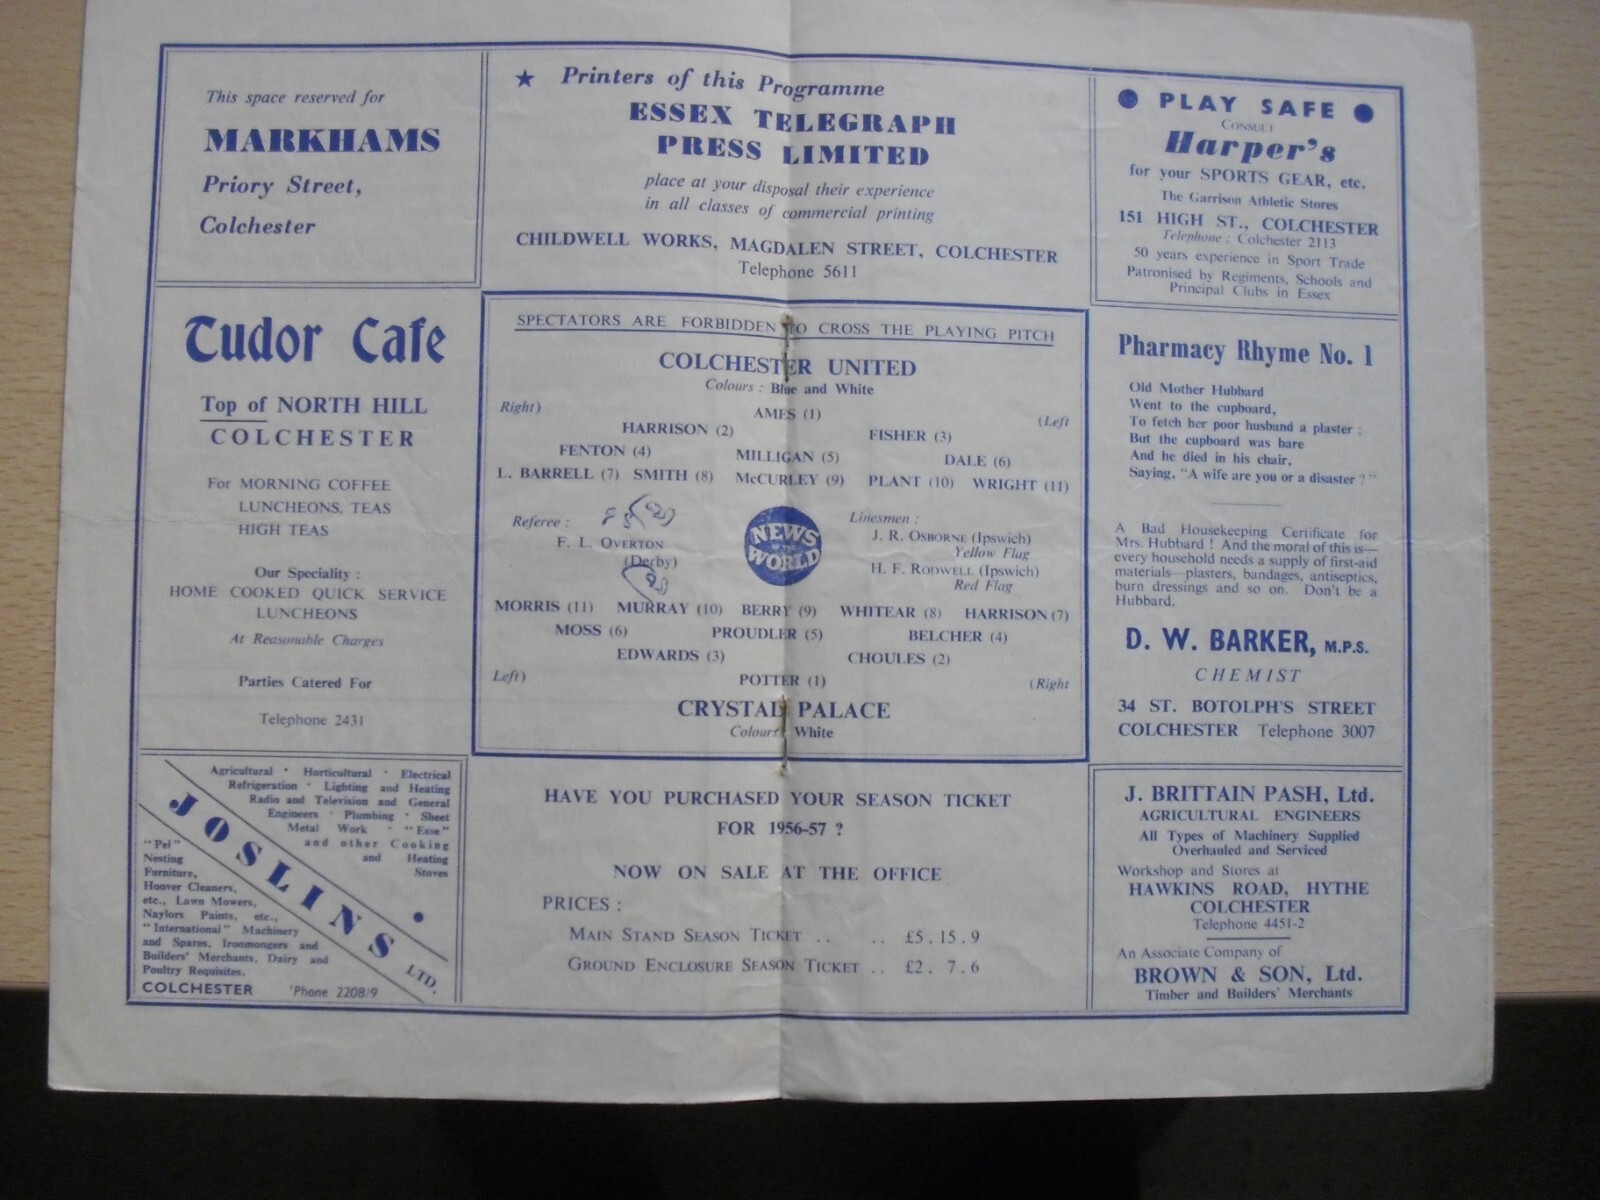 This space reserved for
MARKHAMS
Priory Street,
Colchester
★ Printers of this Programme
ESSEX TELEGRAPH
PRESS LIMITED
place at your disposal their experience
in all classes of commercial printing
CHILDWELL WORKS, MAGDALEN STREET, COLCHESTER
Telephone 5611
● PLAY SAFE ●
CONSULT
Harper's
for your SPORTS GEAR, etc.
The Garrison Athletic Stores
151 HIGH ST., COLCHESTER
Telephone : Colchester 2113
50 years experience in Sport Trade
Patronised by Regiments, Schools and
Principal Clubs in Essex
Tudor Cafe
Top of NORTH HILL
COLCHESTER
For MORNING COFFEE
LUNCHEONS, TEAS
HIGH TEAS
Our Speciality :
HOME COOKED QUICK SERVICE
LUNCHEONS
At Reasonable Charges
Parties Catered For
Telephone 2431
SPECTATORS ARE FORBIDDEN TO CROSS THE PLAYING PITCH
COLCHESTER UNITED
Colours : Blue and White
Right) AMES (1) (Left
HARRISON (2) FISHER (3)
FENTON (4) MILLIGAN (5) DALE (6)
L. BARRELL (7) SMITH (8) McCURLEY (9) PLANT (10) WRIGHT (11)
Referee :
F. L. OVERTON
(Derby)
NEWS
OF THE
WORLD
Linesmen :
J. R. OSBORNE (Ipswich)
Yellow Flag
H. F. RODWELL (Ipswich)
Red Flag
MORRIS (11) MURRAY (10) BERRY (9) WHITEAR (8) HARRISON (7)
MOSS (6) PROUDLER (5) BELCHER (4)
EDWARDS (3) CHOULES (2)
Left) POTTER (1) (Right
CRYSTAL PALACE
Colours : White
Pharmacy Rhyme No. 1
Old Mother Hubbard
Went to the cupboard,
To fetch her poor husband a plaster ;
But the cupboard was bare
And he died in his chair,
Saying, "A wife are you or a disaster ? "
A Bad Housekeeping Certificate for
Mrs. Hubbard ! And the moral of this is—
every household needs a supply of first-aid
materials—plasters, bandages, antiseptics,
burn dressings and so on. Don't be a
Hubbard.
D. W. BARKER, M.P.S.
CHEMIST
34 ST. BOTOLPH'S STREET
COLCHESTER Telephone 3007
Agricultural · Horticultural · Electrical
Refrigeration · Lighting and Heating
Radio and Television and General
Engineers · Plumbing · Sheet
Metal Work · "Esse"
and other Cooking
and Heating
Stoves
JOSLINS LTD.
"Pel"
Nesting
Furniture,
Hoover Cleaners,
etc., Lawn Mowers,
Naylors Paints, etc.,
"International" Machinery
and Spares, Ironmongers and
Builders' Merchants, Dairy and
Poultry Requisites.
COLCHESTER 'Phone 2208/9
HAVE YOU PURCHASED YOUR SEASON TICKET
FOR 1956-57 ?
NOW ON SALE AT THE OFFICE
PRICES :
MAIN STAND SEASON TICKET .. .. £5.15.9
GROUND ENCLOSURE SEASON TICKET .. £2. 7.6
J. BRITTAIN PASH, Ltd.
AGRICULTURAL ENGINEERS
All Types of Machinery Supplied
Overhauled and Serviced
Workshop and Stores at
HAWKINS ROAD, HYTHE
COLCHESTER
Telephone 4451-2
An Associate Company of
BROWN & SON, Ltd.
Timber and Builders' Merchants